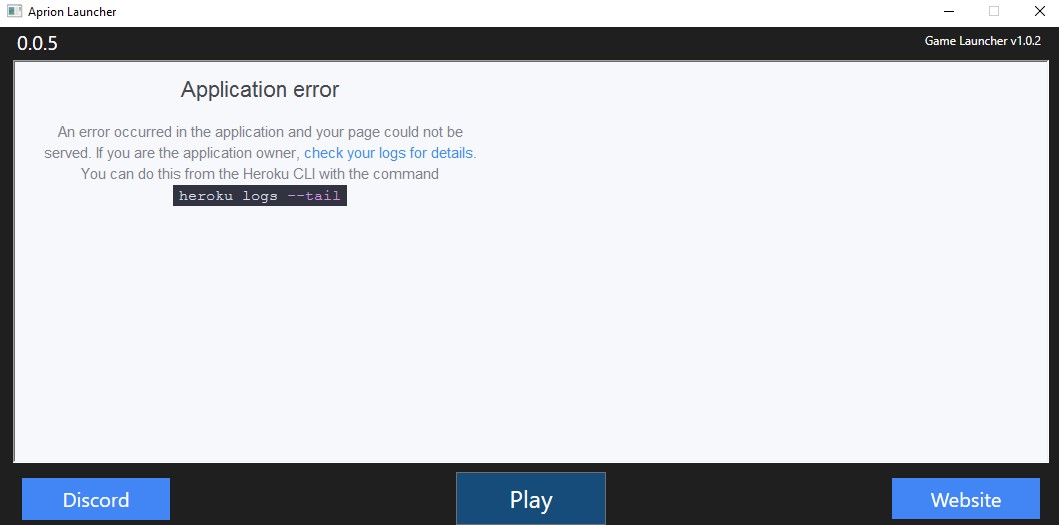 Aprion Launcher
0.0.5
Game Launcher v1.0.2
Application error
An error occurred in the application and your page could not be
served. If you are the application owner, check your logs for details.
You can do this from the Heroku CLI with the command
heroku logs --tail
Discord
Play
Website